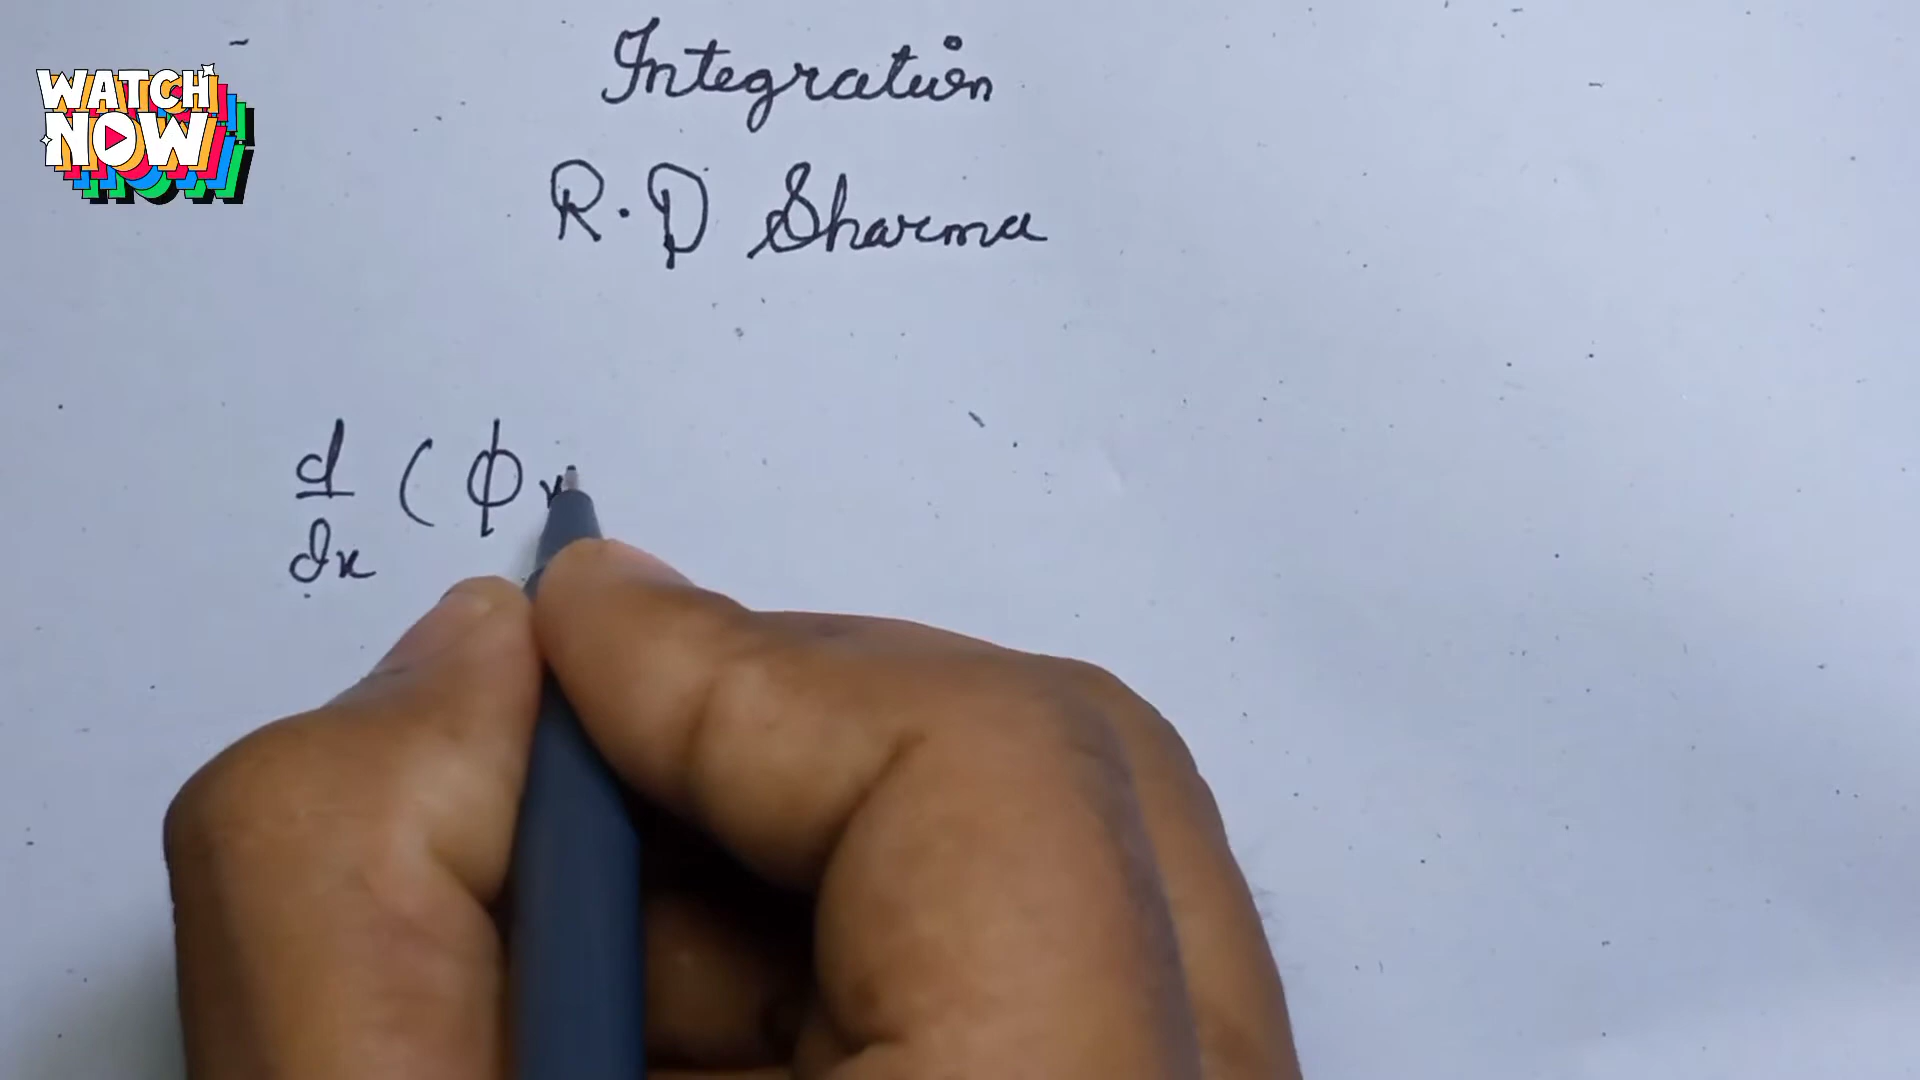 WATCH
NOW
Integration
R.D Sharma
d
dx
( ϕ x